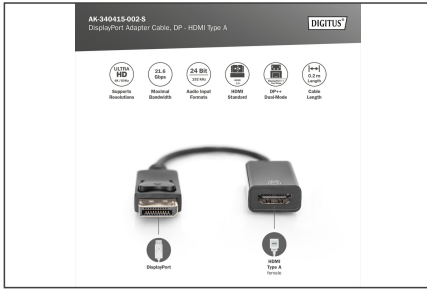 AK-340415-002-S
DisplayPort Adapter Cable, DP - HDMI Type A
DIGITUS®
ULTRA
HD
21.6
Gbps
24 Bit
192 kHz
0.2 m
Length
Supports
Resolutions
Maximal
Bandwidth
Audio Input
Formats
HDMI
Standard
DP++
Dual-Mode
Cable
Length
DisplayPort
HDMI
Type A
female